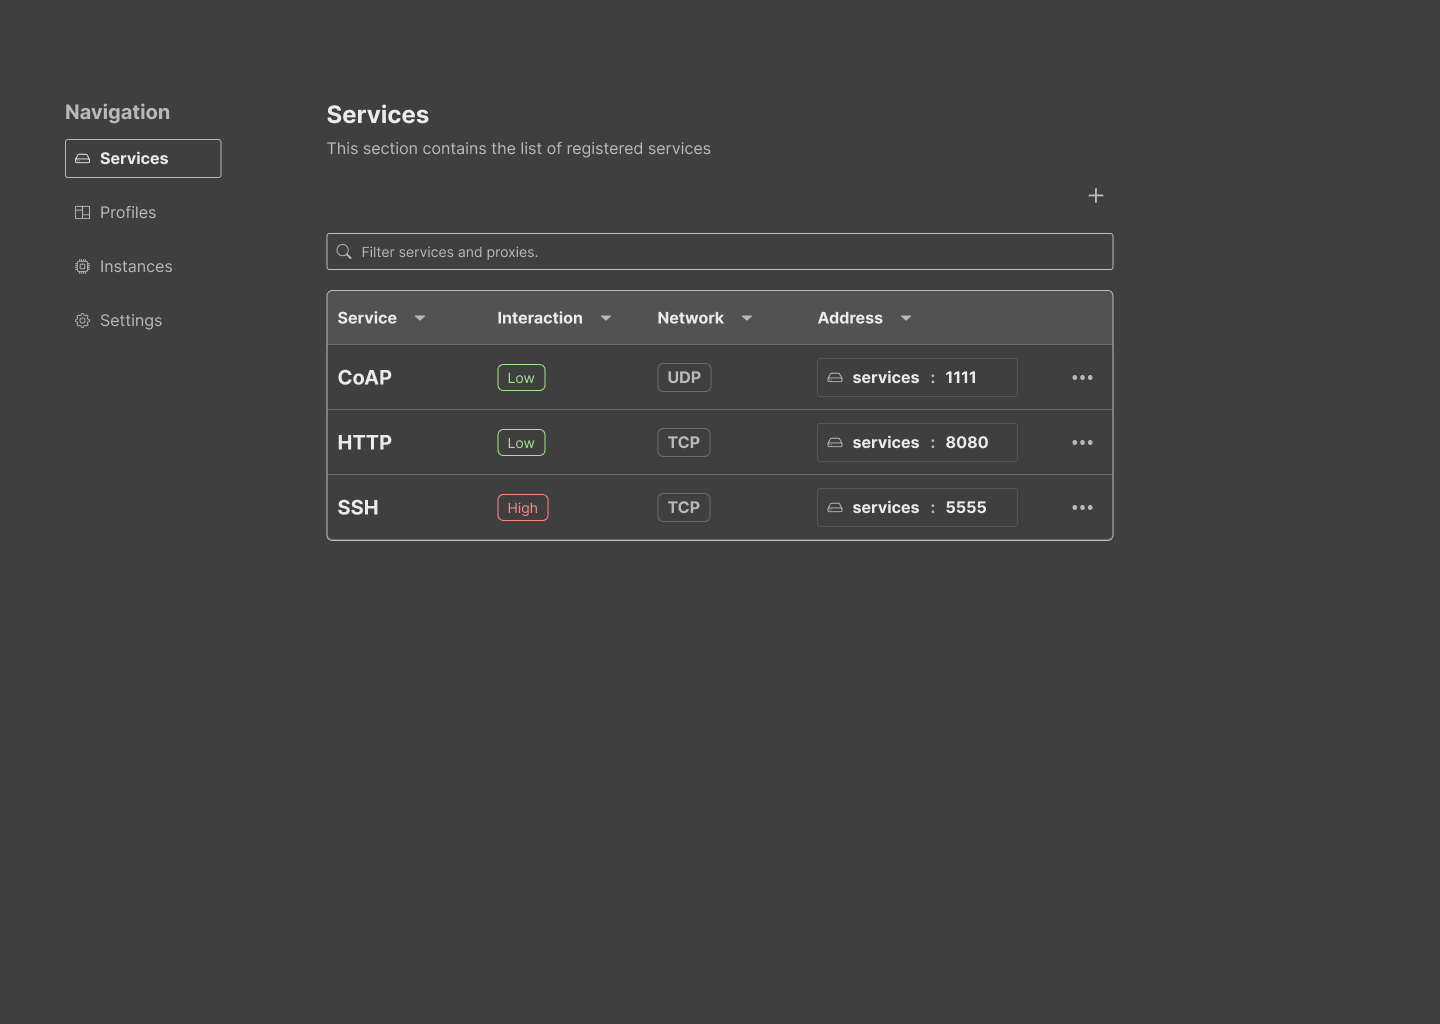 Navigation
Services
Profiles
Instances
Settings
Services
This section contains the list of registered services
Filter services and proxies.
Service Interaction Network Address
CoAP Low UDP services : 1111
HTTP Low TCP services : 8080
SSH High TCP services : 5555